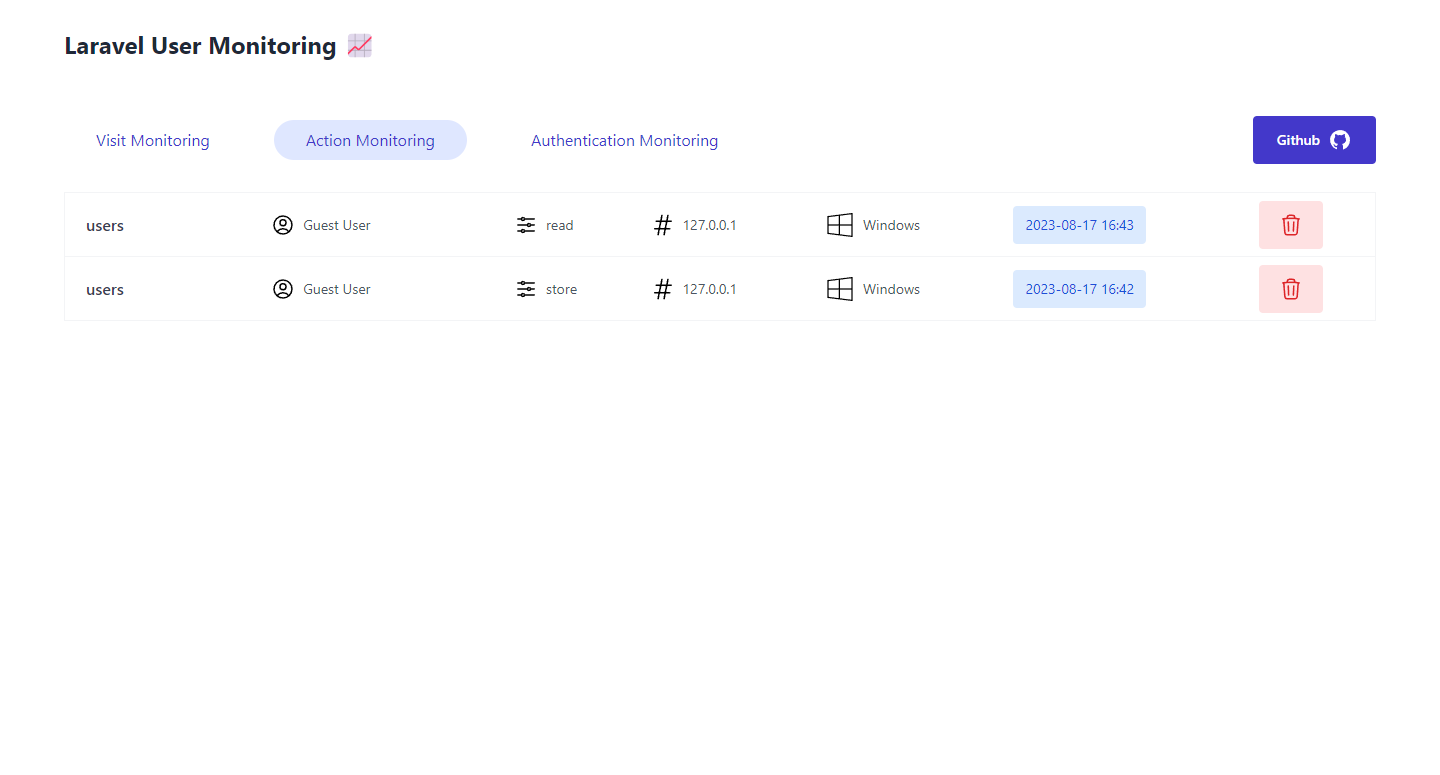 Laravel User Monitoring
Visit Monitoring Action Monitoring Authentication Monitoring Github
users Guest User read 127.0.0.1 Windows 2023-08-17 16:43
users Guest User store 127.0.0.1 Windows 2023-08-17 16:42